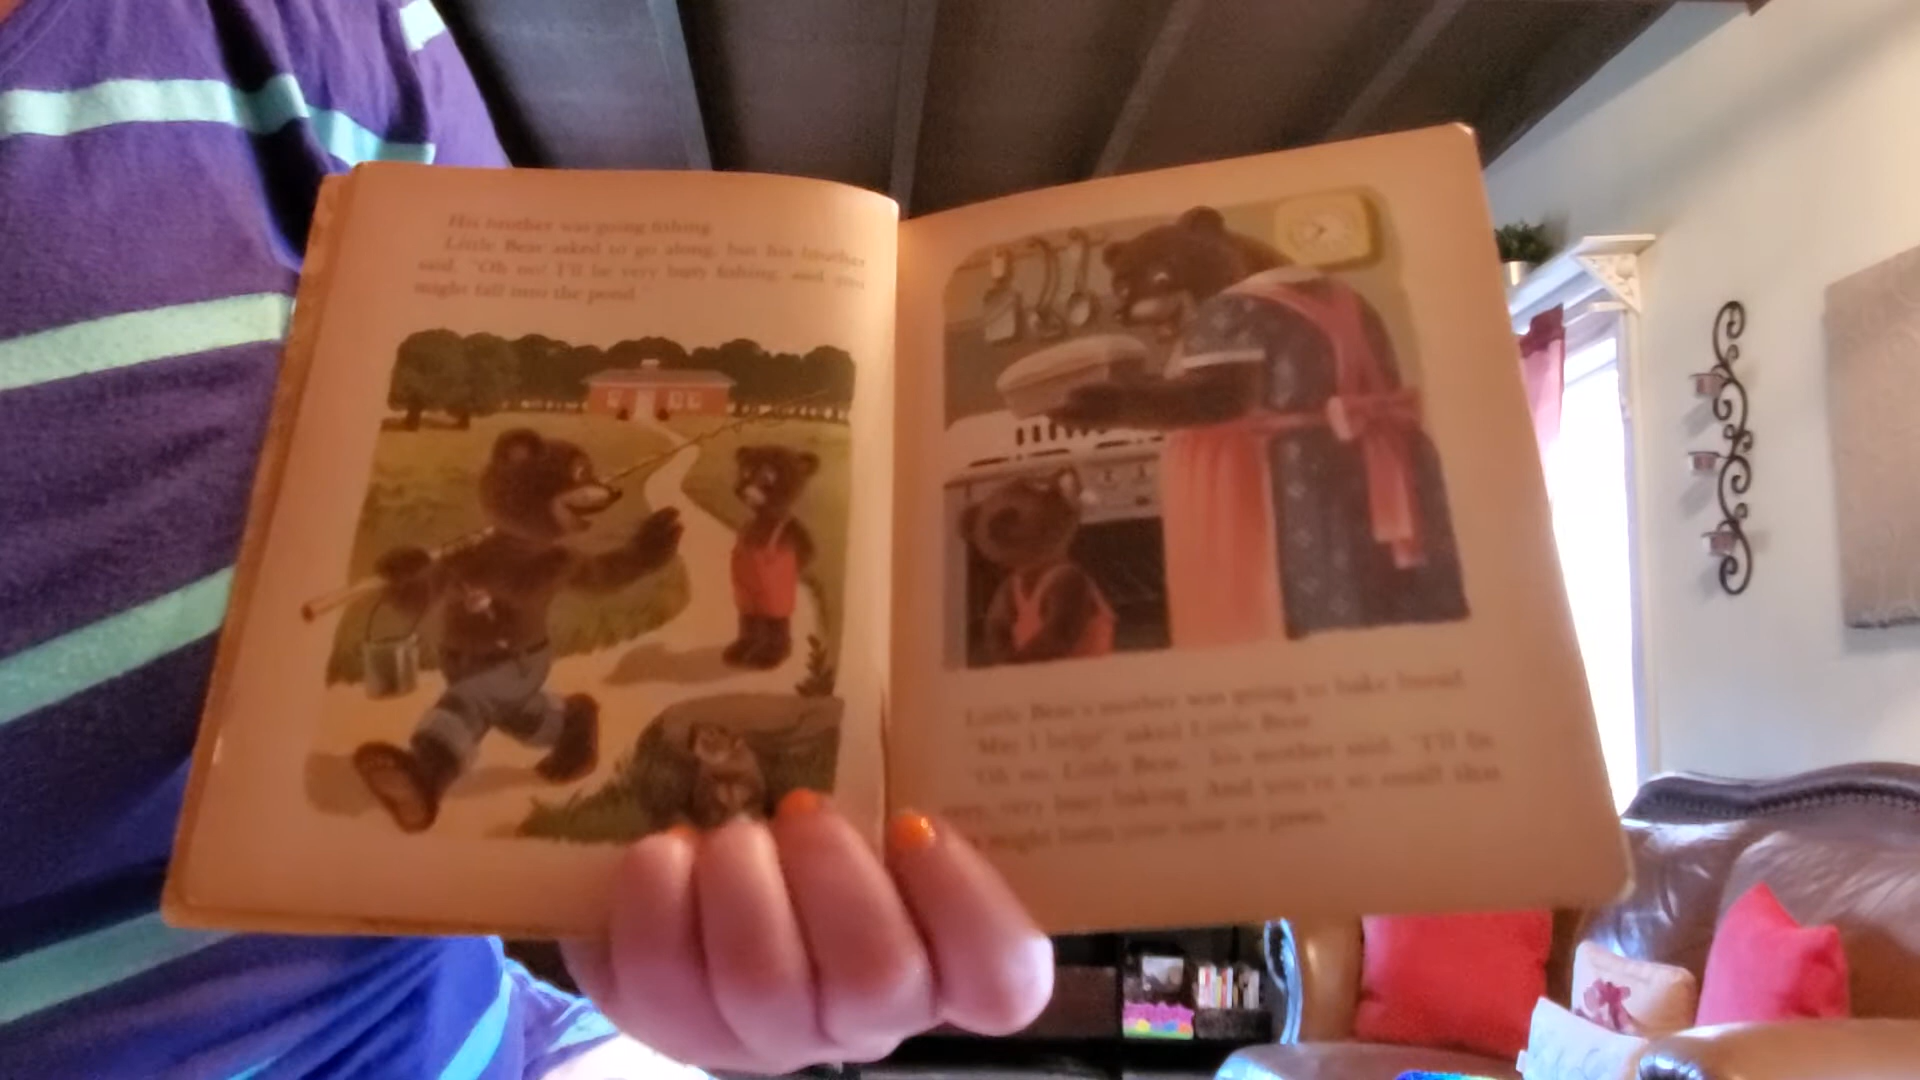 His brother was going fishing.
Little Bear asked to go along, but his brother
said, "Oh no! I'll be very busy fishing, and you
might fall into the pond."
Little Bear's mother was going to bake bread.
"May I help?" asked Little Bear.
"Oh no, Little Bear," his mother said. "I'll be
very, very busy baking. And you're so small that
might burn your nose or paws."